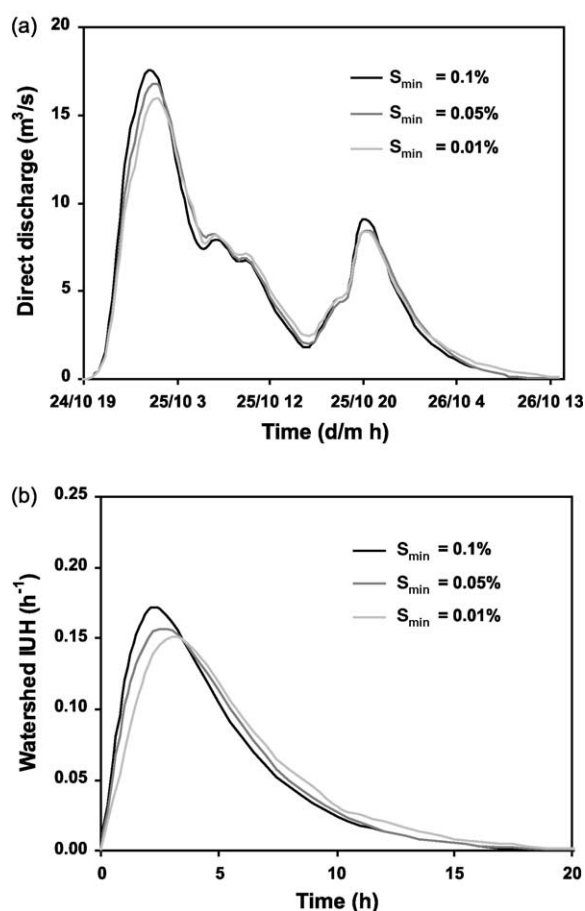 (a)
20
15
10
5
0
Direct discharge (m³/s)
S_min = 0.1%
S_min = 0.05%
S_min = 0.01%
24/10 19 25/10 3 25/10 12 25/10 20 26/10 4 26/10 13
Time (d/m h)
(b)
0.25
0.20
0.15
0.10
0.05
0.00
Watershed IUH (h⁻¹)
S_min = 0.1%
S_min = 0.05%
S_min = 0.01%
0 5 10 15 20
Time (h)